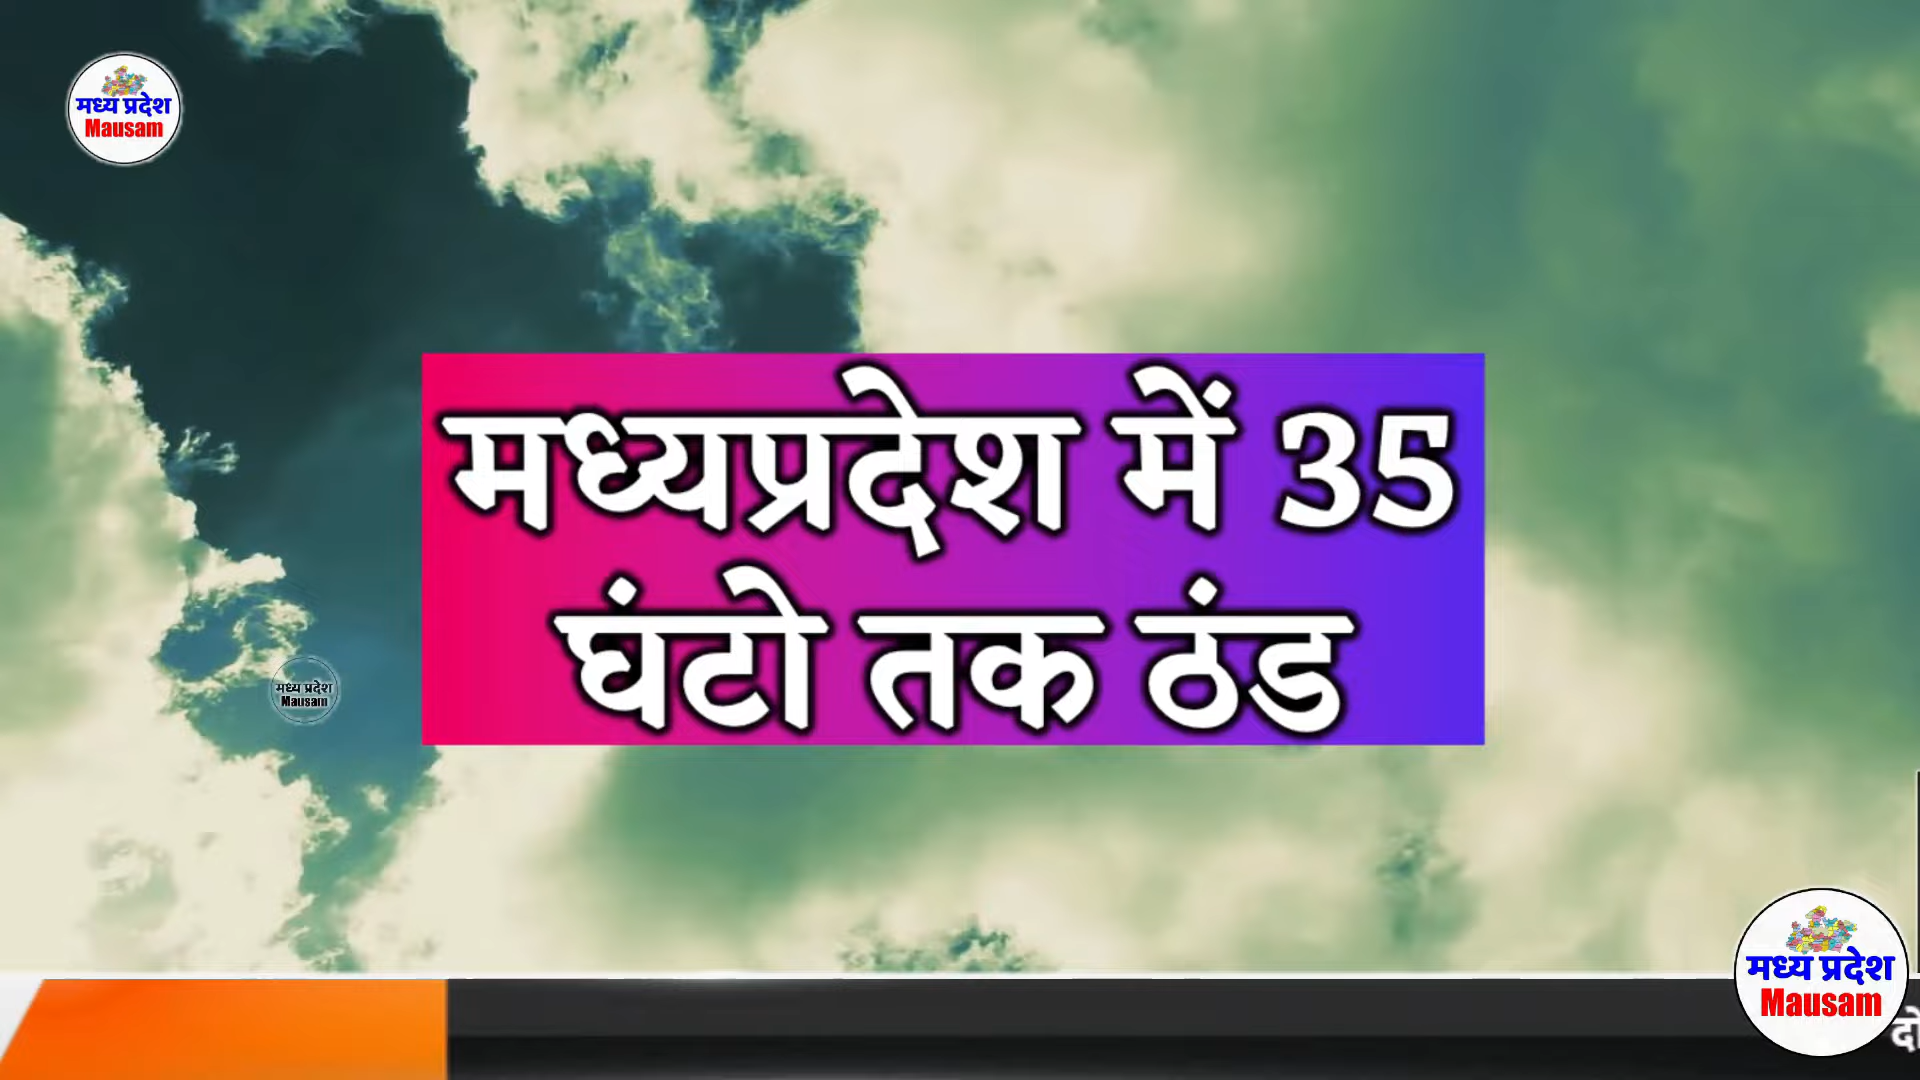 मध्य प्रदेश
Mausam
मध्यप्रदेश में 35
घंटो तक ठंड
मध्य प्रदेश
Mausam
मध्य प्रदेश
Mausam